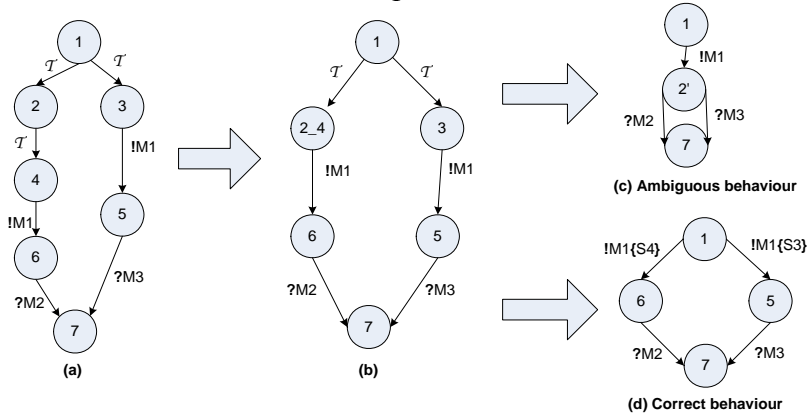 1
𝒯 𝒯
2 3
𝒯
4
!M1
!M1
5
6
?M2
?M3
7
(a)
1
𝒯 𝒯
2_4 3
!M1 !M1
6 5
?M2 ?M3
7
(b)
1
!M1
2'
?M2 ?M3
7
(c) Ambiguous behaviour
1
!M1{S4} !M1{S3}
6 5
?M2 ?M3
7
(d) Correct behaviour